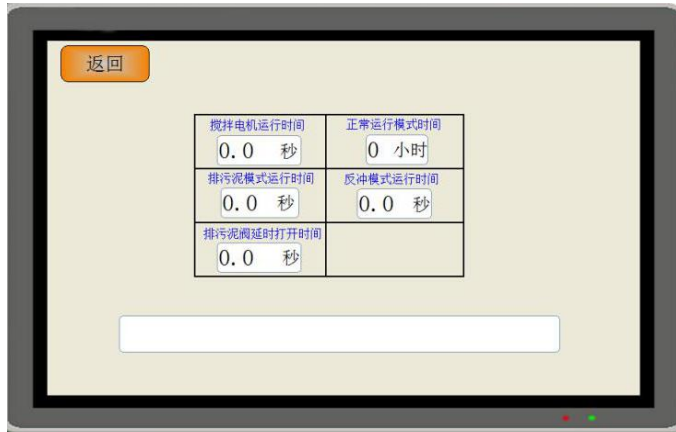 返回
搅拌电机运行时间
正常运行模式时间
0.0 秒
0 小时
排污泥模式运行时间
反冲模式运行时间
0.0 秒
0.0 秒
排污泥阀延时打开时间
0.0 秒